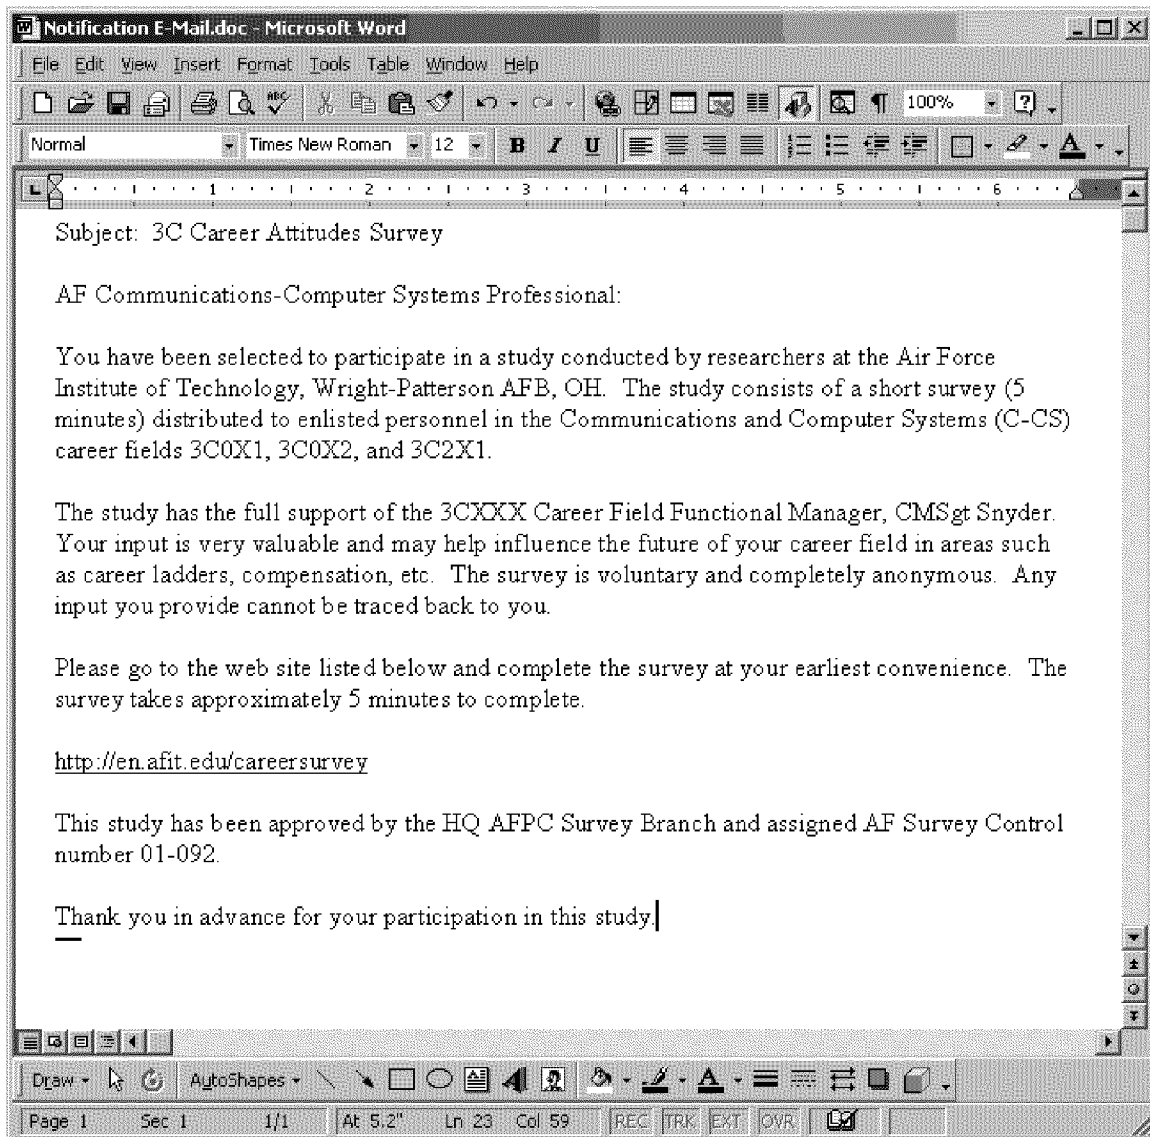 Notification E-Mail.doc - Microsoft Word
File Edit View Insert Format Tools Table Window Help
ABC 100%
Normal Times New Roman 12 B I U A
1 2 3 4 5 6
Subject:  3C Career Attitudes Survey
AF Communications-Computer Systems Professional:
You have been selected to participate in a study conducted by researchers at the Air Force
Institute of Technology, Wright-Patterson AFB, OH.  The study consists of a short survey (5
minutes) distributed to enlisted personnel in the Communications and Computer Systems (C-CS)
career fields 3C0X1, 3C0X2, and 3C2X1.
The study has the full support of the 3CXXX Career Field Functional Manager, CMSgt Snyder.
Your input is very valuable and may help influence the future of your career field in areas such
as career ladders, compensation, etc.  The survey is voluntary and completely anonymous.  Any
input you provide cannot be traced back to you.
Please go to the web site listed below and complete the survey at your earliest convenience.  The
survey takes approximately 5 minutes to complete.
http://en.afit.edu/careersurvey
This study has been approved by the HQ AFPC Survey Branch and assigned AF Survey Control
number 01-092.
Thank you in advance for your participation in this study.
Draw AutoShapes A
Page 1 Sec 1 1/1 At 5.2" Ln 23 Col 59 REC TRK EXT OVR